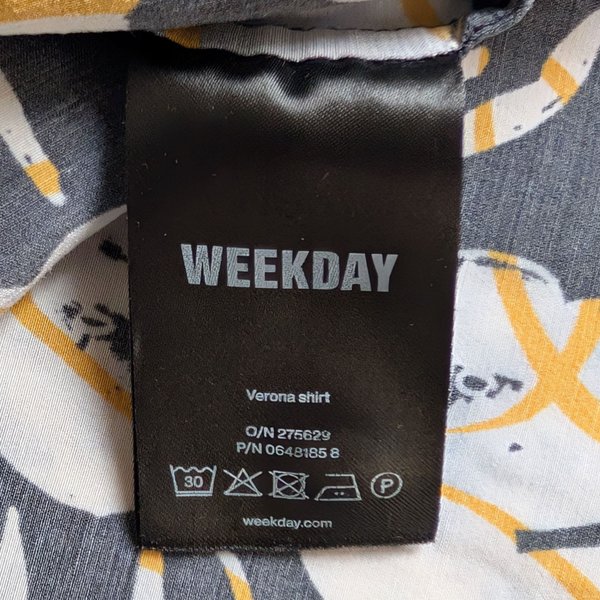 WEEKDAY
Verona shirt
O/N 275629
P/N 0648185 8
30
P
weekday.com